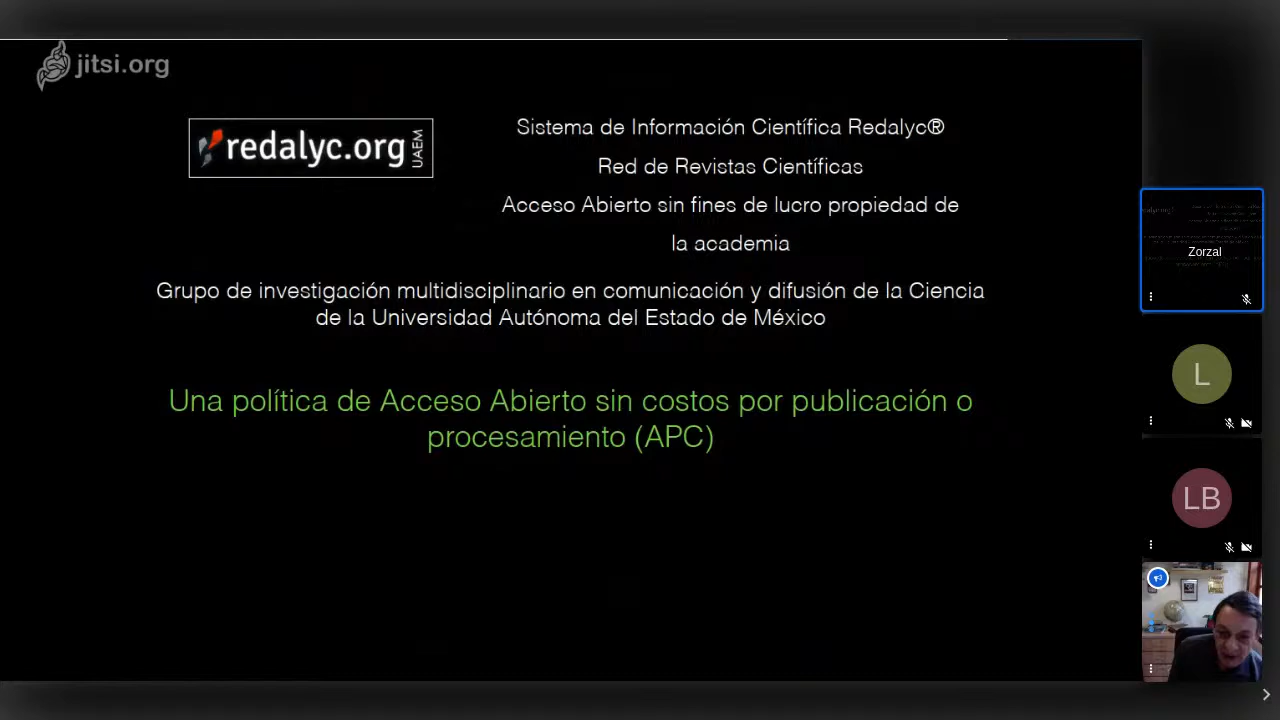 jitsi.org
redalyc.org
UAEM
Sistema de Información Científica Redalyc®
Red de Revistas Científicas
Acceso Abierto sin fines de lucro propiedad de
la academia
Grupo de investigación multidisciplinario en comunicación y difusión de la Ciencia
de la Universidad Autónoma del Estado de México
Una política de Acceso Abierto sin costos por publicación o
procesamiento (APC)
Zorzal
L
LB